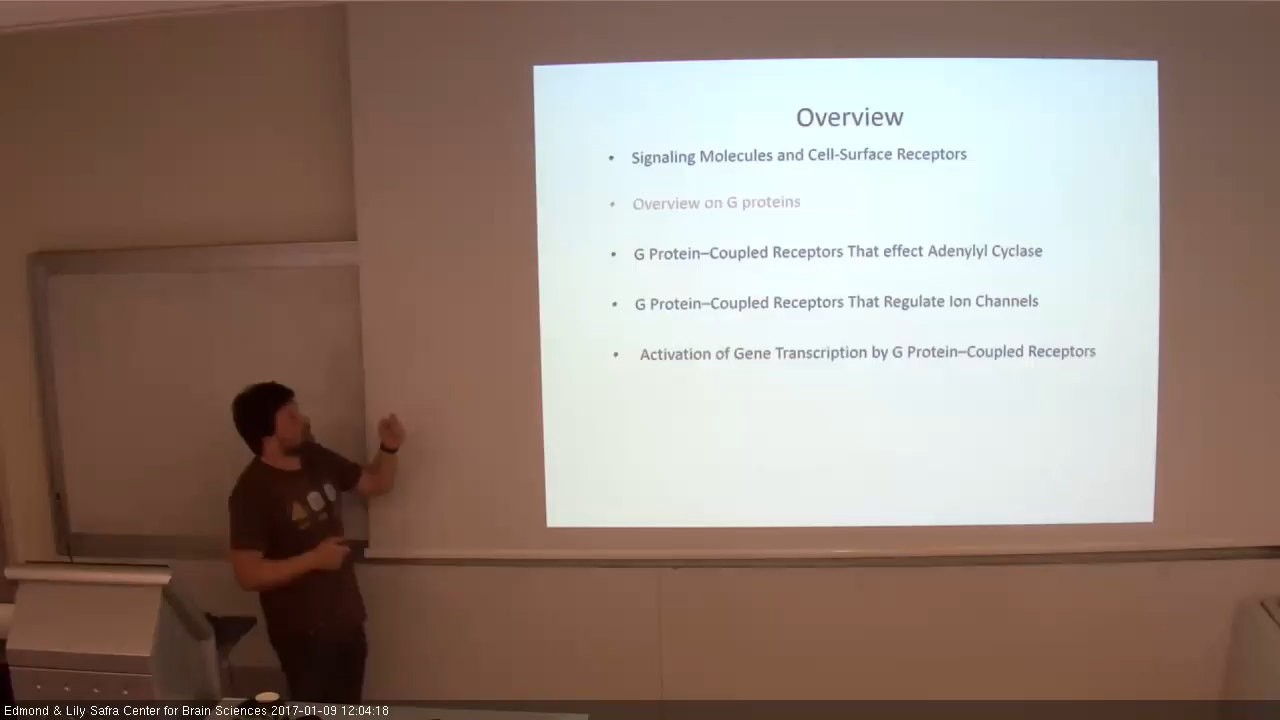 Overview
• Signaling Molecules and Cell-Surface Receptors
• Overview on G proteins
• G Protein–Coupled Receptors That effect Adenylyl Cyclase
• G Protein–Coupled Receptors That Regulate Ion Channels
• Activation of Gene Transcription by G Protein–Coupled Receptors
Edmond & Lily Safra Center for Brain Sciences 2017-01-09 12:04:18